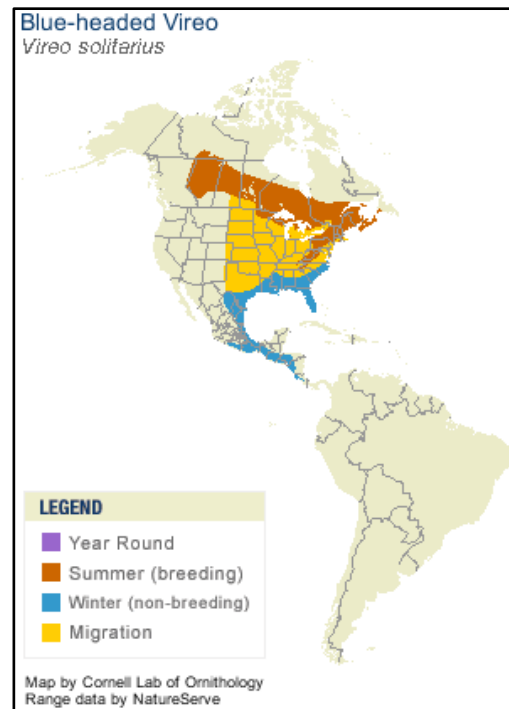 Blue-headed Vireo
Vireo solitarius
LEGEND
Year Round
Summer (breeding)
Winter (non-breeding)
Migration
Map by Cornell Lab of Ornithology
Range data by NatureServe